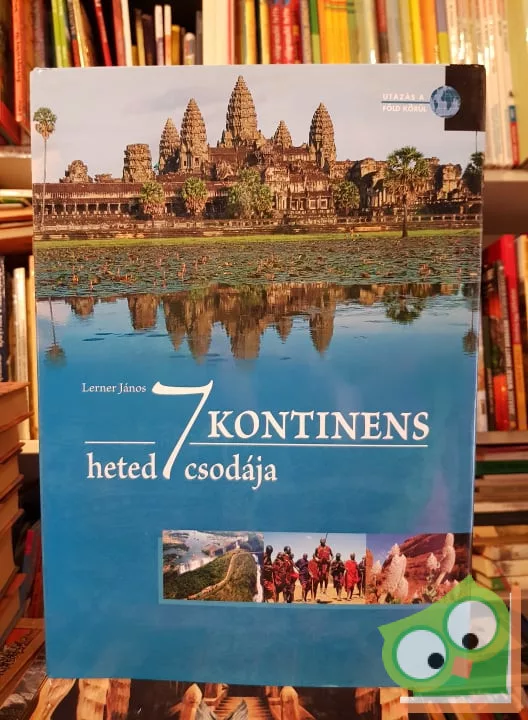 UTAZÁS A
FÖLD KÖRÜL
Lerner János
7 KONTINENS
heted csodája